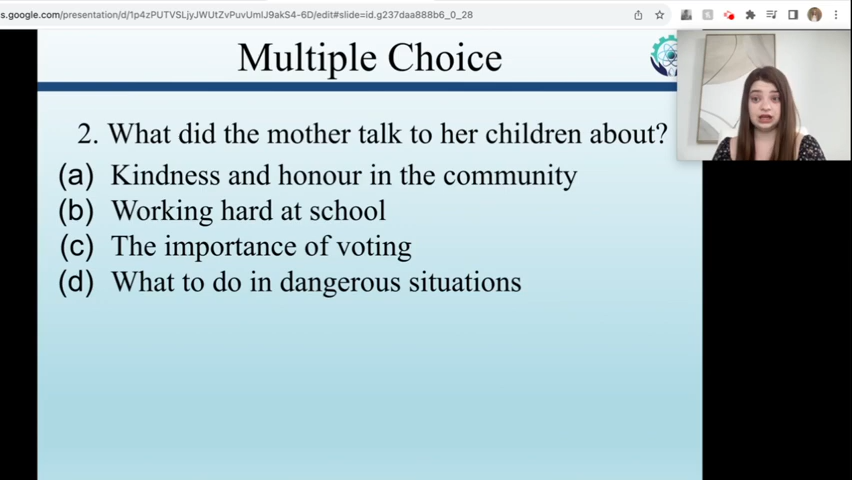 s.google.com/presentation/d/1p4zPUTVSLjyJWUtZvPuvUmIJ9akS4-6D/edit#slide=id.g237daa888b6_0_28
Multiple Choice
2. What did the mother talk to her children about?
(a) Kindness and honour in the community
(b) Working hard at school
(c) The importance of voting
(d) What to do in dangerous situations